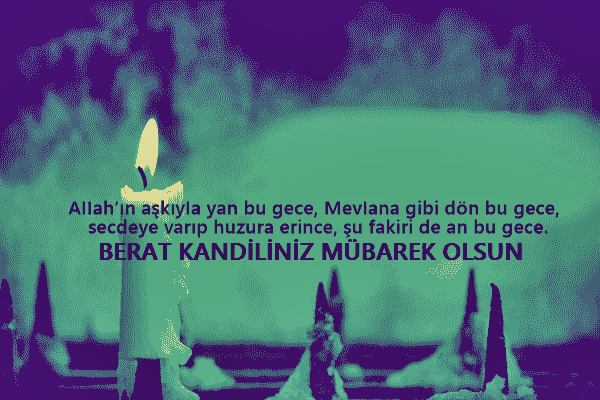 Allah'ın aşkıyla yan bu gece, Mevlana gibi dön bu gece,
secdeye varıp huzura erince, şu fakiri de an bu gece.
BERAT KANDİLİNİZ MÜBAREK OLSUN